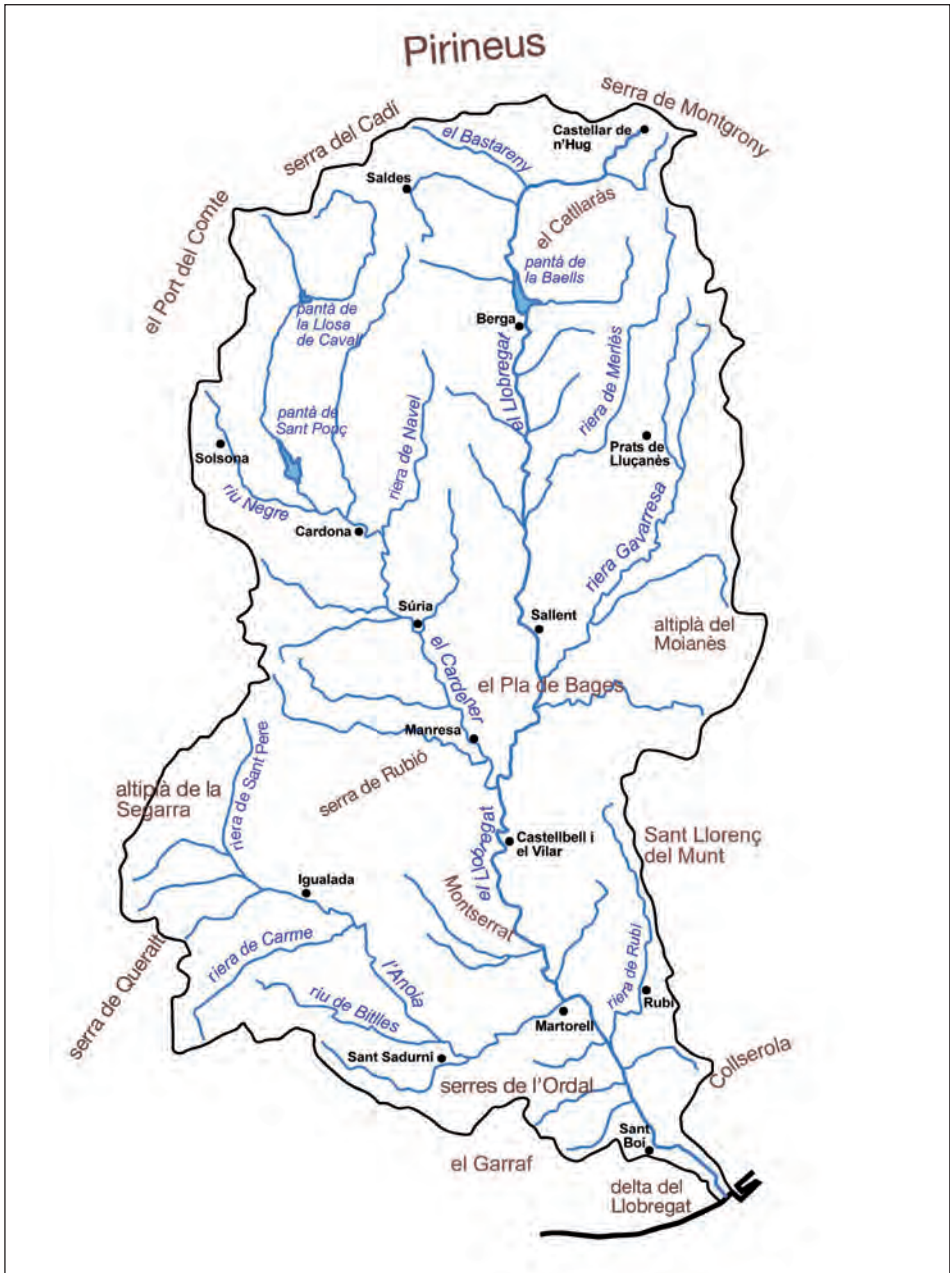 Pirineus
serra de Montgrony
serra del Cadí
el Bastareny
Castellar de
n'Hug
Saldes
el Catllaràs
el Port del Comte
pantà de
la Baells
pantà de
la Llosa
de Cavall
Berga
el Llobregat
riera de Merlès
pantà de
Sant Ponç
riera de Navel
Solsona
Prats de
Lluçanès
riu Negre
Cardona
riera Gavarresa
Súria
Sallent
altiplà del
Moianès
el Cardener
el Pla de Bages
Manresa
riera de Sant Pere
serra de Rubió
altiplà de la
Segarra
Castellbell i
el Vilar
Sant Llorenç
del Munt
el Lloóregat
Igualada
Montserrat
riera de Carme
serra de Queralt
l'Anoia
riera de Rubí
riu de Bitlles
Rubí
Martorell
Sant Sadurní
serres de l'Ordal
Collserola
Sant
Boi
el Garraf
delta del
Llobregat